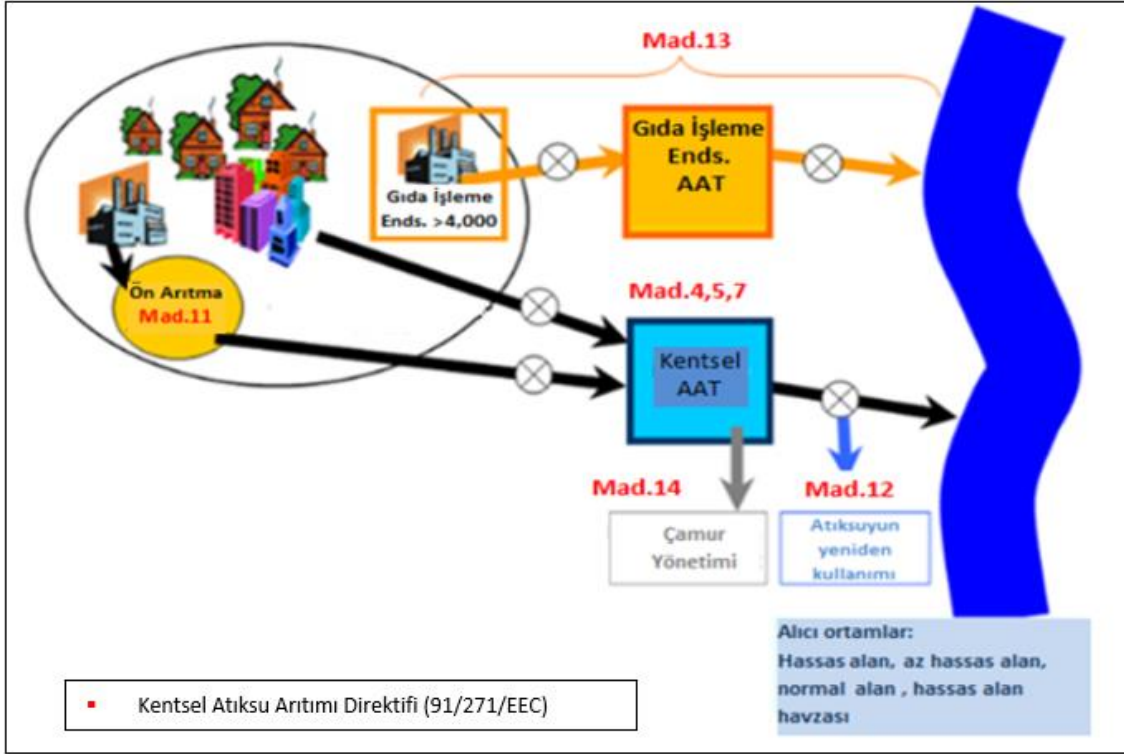 Mad.13
Gıda İşleme
Ends.
AAT
Gıda İşleme
Ends. >4,000
Ön Arıtma
Mad.11
Mad.4,5,7
Kentsel
AAT
Mad.14
Mad.12
Çamur
Yönetimi
Atıksuyun
yeniden
kullanımı
Alıcı ortamlar:
Hassas alan, az hassas alan,
normal alan , hassas alan
havzası
▪ Kentsel Atıksu Arıtımı Direktifi (91/271/EEC)